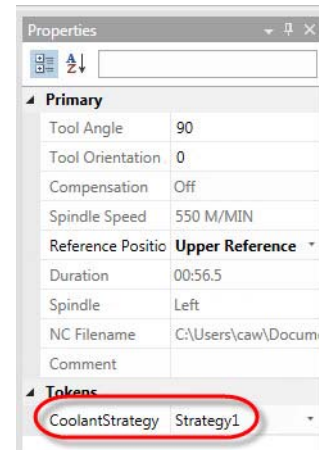 Properties
Primary
Tool Angle 90
Tool Orientation 0
Compensation Off
Spindle Speed 550 M/MIN
Reference Positio Upper Reference
Duration 00:56.5
Spindle Left
NC Filename C:\Users\caw\Docum
Comment
Tokens
CoolantStrategy Strategy1